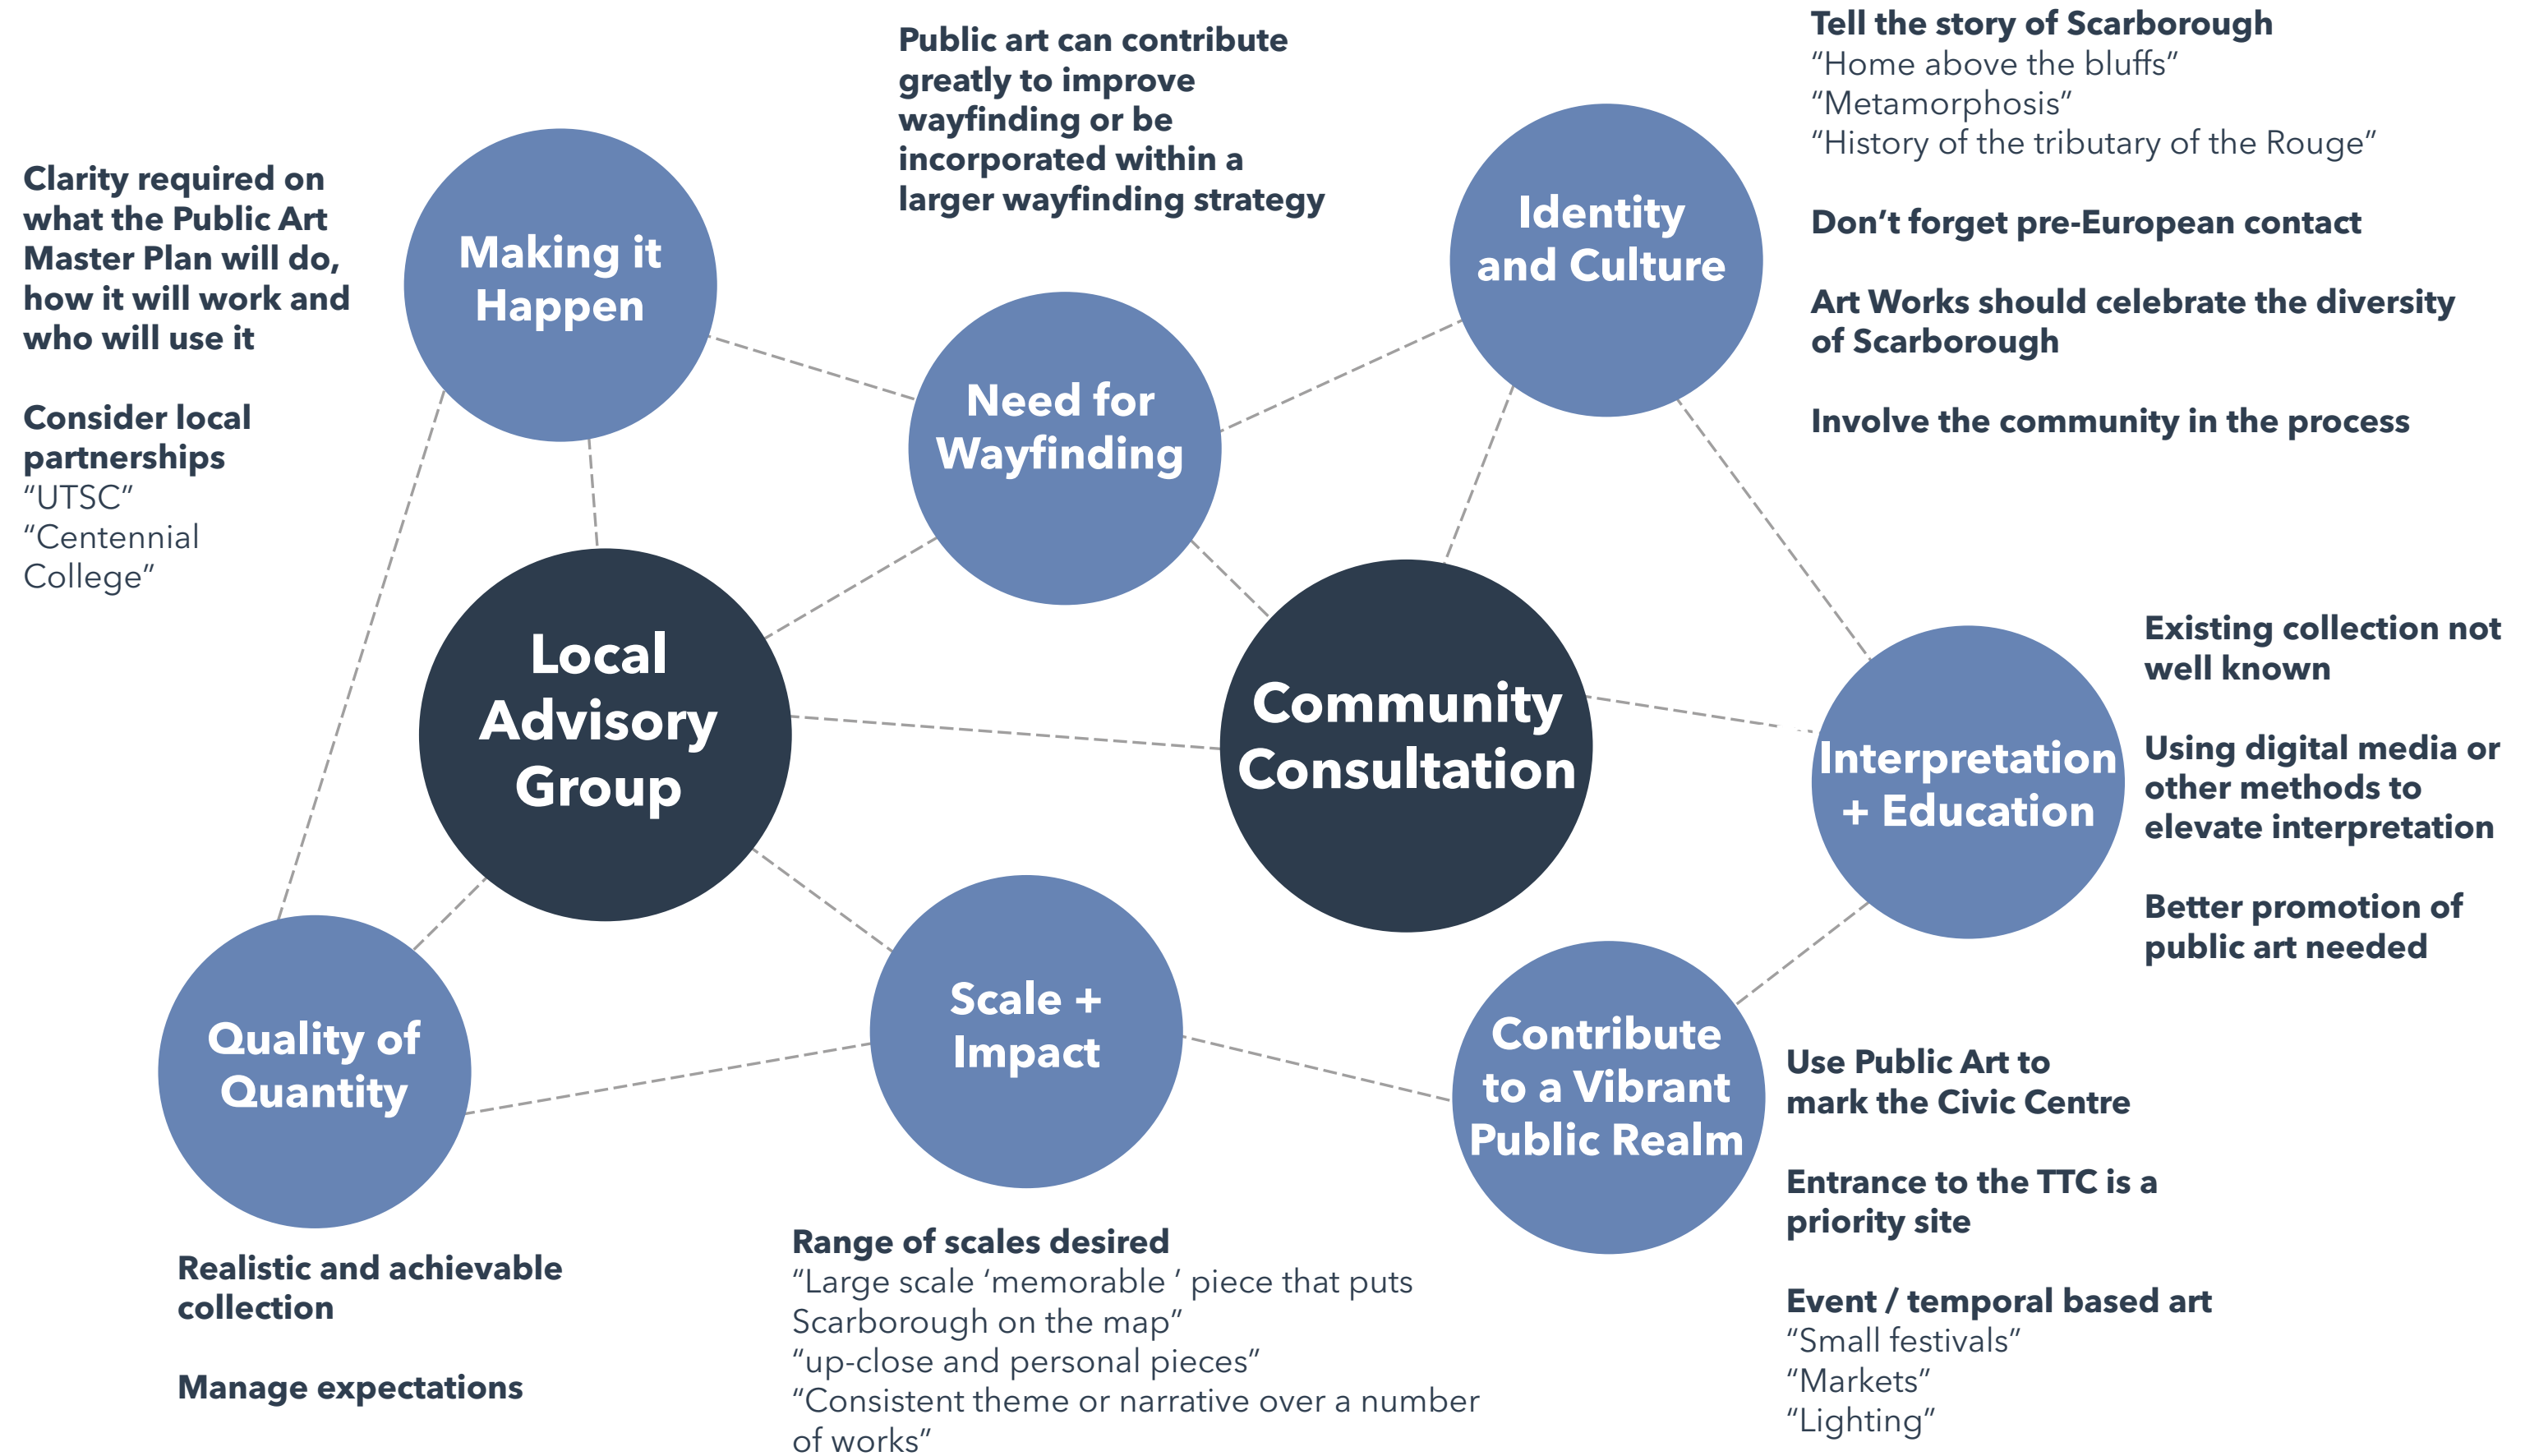 Clarity required on
what the Public Art
Master Plan will do,
how it will work and
who will use it
Consider local
partnerships
“UTSC”
“Centennial
College”
Making it
Happen
Public art can contribute
greatly to improve
wayfinding or be
incorporated within a
larger wayfinding strategy
Need for
Wayfinding
Identity
and Culture
Tell the story of Scarborough
“Home above the bluffs”
“Metamorphosis”
“History of the tributary of the Rouge”
Don’t forget pre-European contact
Art Works should celebrate the diversity
of Scarborough
Involve the community in the process
Local
Advisory
Group
Community
Consultation
Interpretation
+ Education
Existing collection not
well known
Using digital media or
other methods to
elevate interpretation
Better promotion of
public art needed
Quality of
Quantity
Realistic and achievable
collection
Manage expectations
Scale +
Impact
Range of scales desired
“Large scale ‘memorable ’ piece that puts
Scarborough on the map”
“up-close and personal pieces”
“Consistent theme or narrative over a number
of works”
Contribute
to a Vibrant
Public Realm
Use Public Art to
mark the Civic Centre
Entrance to the TTC is a
priority site
Event / temporal based art
“Small festivals”
“Markets”
“Lighting”